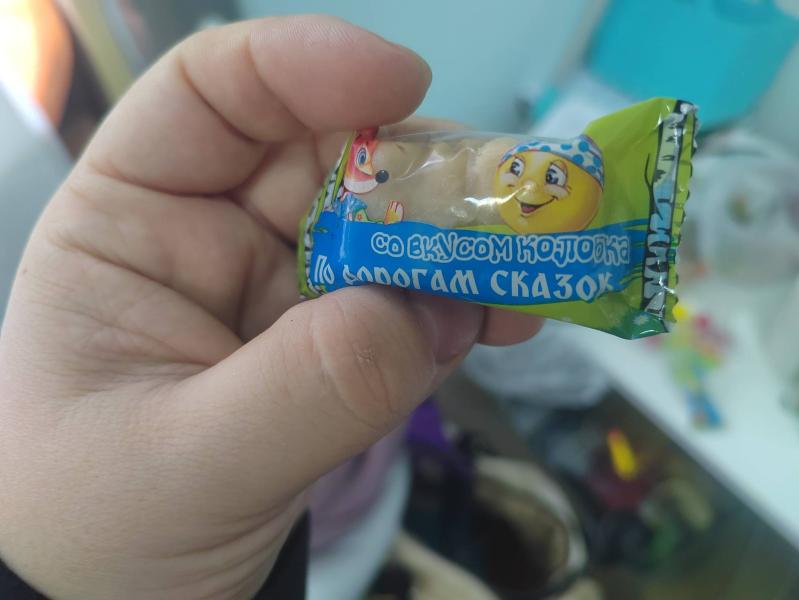 со вкусом колобка
По дорогам сказок